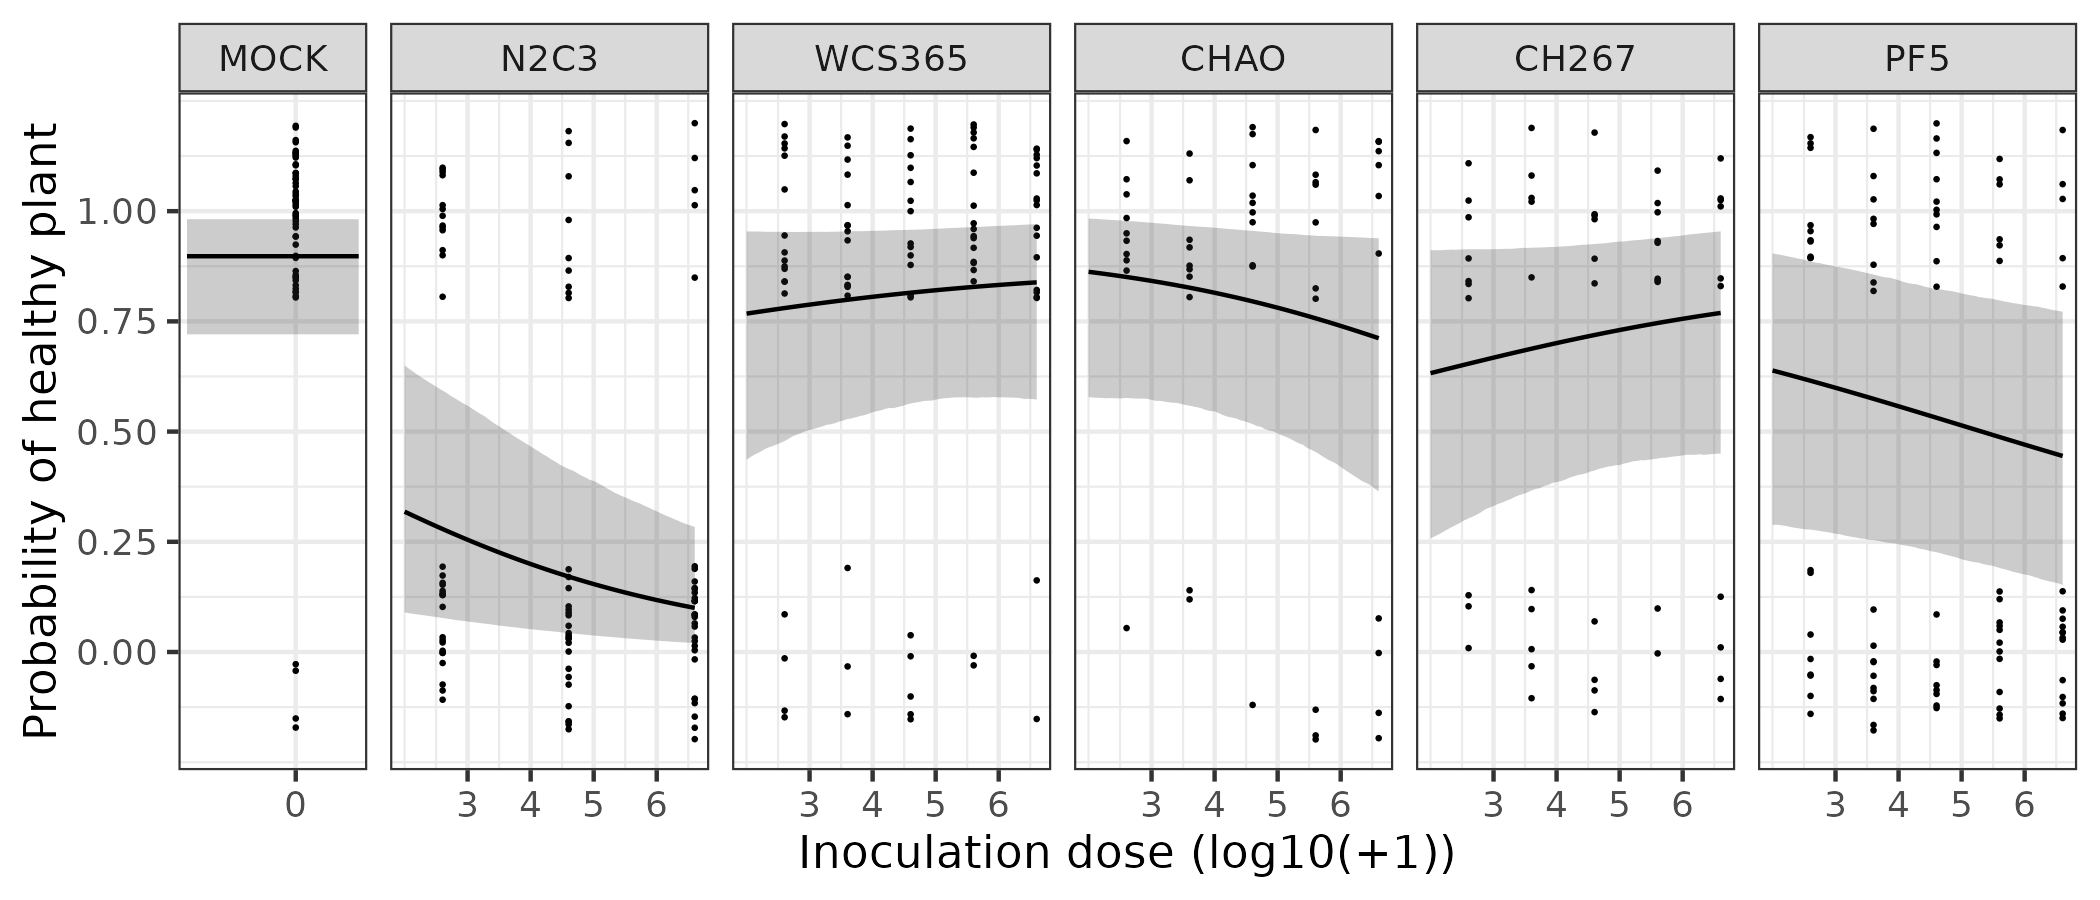 MOCK N2C3 WCS365 CHAO CH267 PF5
Probability of healthy plant
1.00
0.75
0.50
0.25
0.00
0 3 4 5 6 3 4 5 6 3 4 5 6 3 4 5 6 3 4 5 6
Inoculation dose (log10(+1))